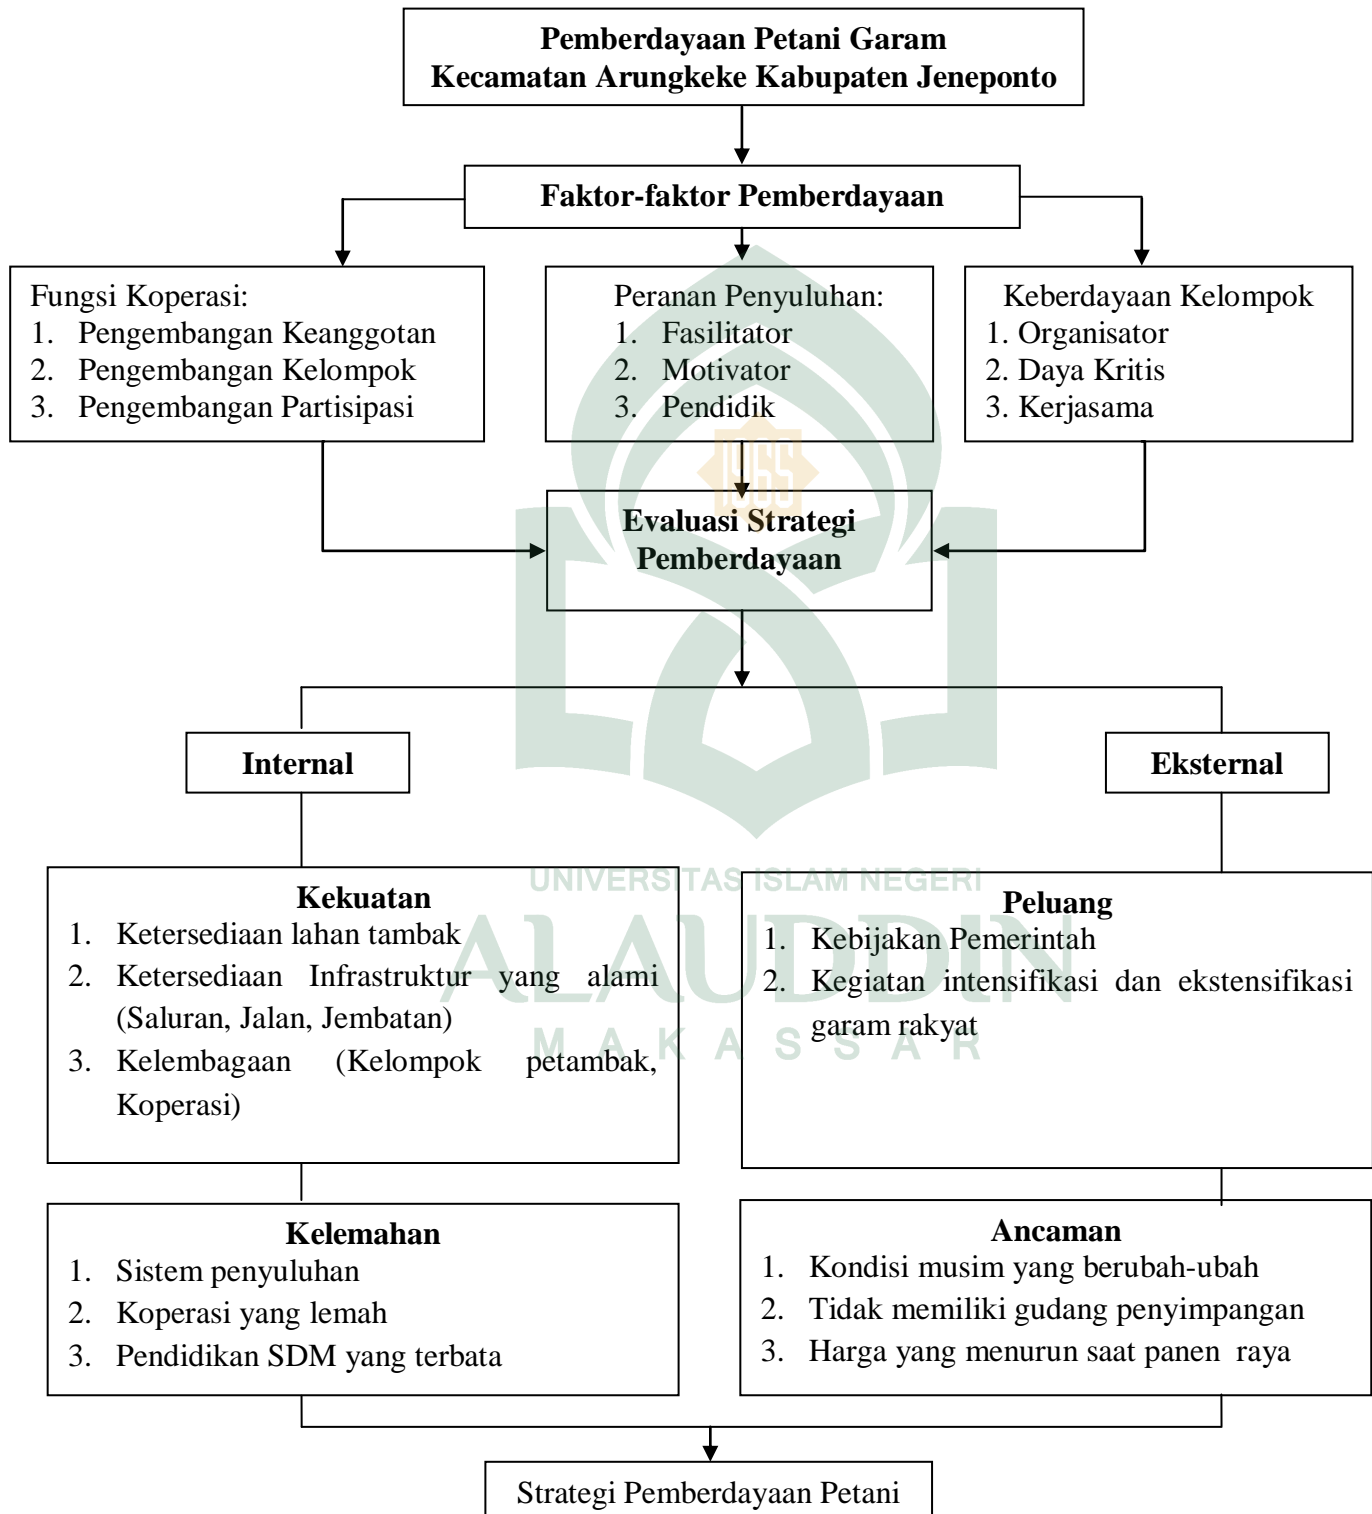 Pemberdayaan Petani Garam
Kecamatan Arungkeke Kabupaten Jeneponto
Faktor-faktor Pemberdayaan
Fungsi Koperasi:
1. Pengembangan Keanggotan
2. Pengembangan Kelompok
3. Pengembangan Partisipasi
Peranan Penyuluhan:
1. Fasilitator
2. Motivator
3. Pendidik
Keberdayaan Kelompok
1. Organisator
2. Daya Kritis
3. Kerjasama
1965
Evaluasi Strategi
Pemberdayaan
Internal
Eksternal
UNIVERSITAS ISLAM NEGERI
ALAUDDIN
MAKASSAR
Kekuatan
1. Ketersediaan lahan tambak
2. Ketersediaan Infrastruktur yang alami
(Saluran, Jalan, Jembatan)
3. Kelembagaan (Kelompok petambak,
Koperasi)
Peluang
1. Kebijakan Pemerintah
2. Kegiatan intensifikasi dan ekstensifikasi
garam rakyat
Kelemahan
1. Sistem penyuluhan
2. Koperasi yang lemah
3. Pendidikan SDM yang terbata
Ancaman
1. Kondisi musim yang berubah-ubah
2. Tidak memiliki gudang penyimpangan
3. Harga yang menurun saat panen raya
Strategi Pemberdayaan Petani